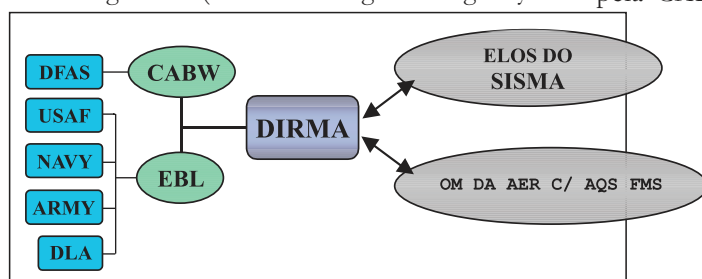 DFAS
USAF
NAVY
ARMY
DLA
CABW
EBL
DIRMA
ELOS DO
SISMA
OM DA AER C/ AQS FMS